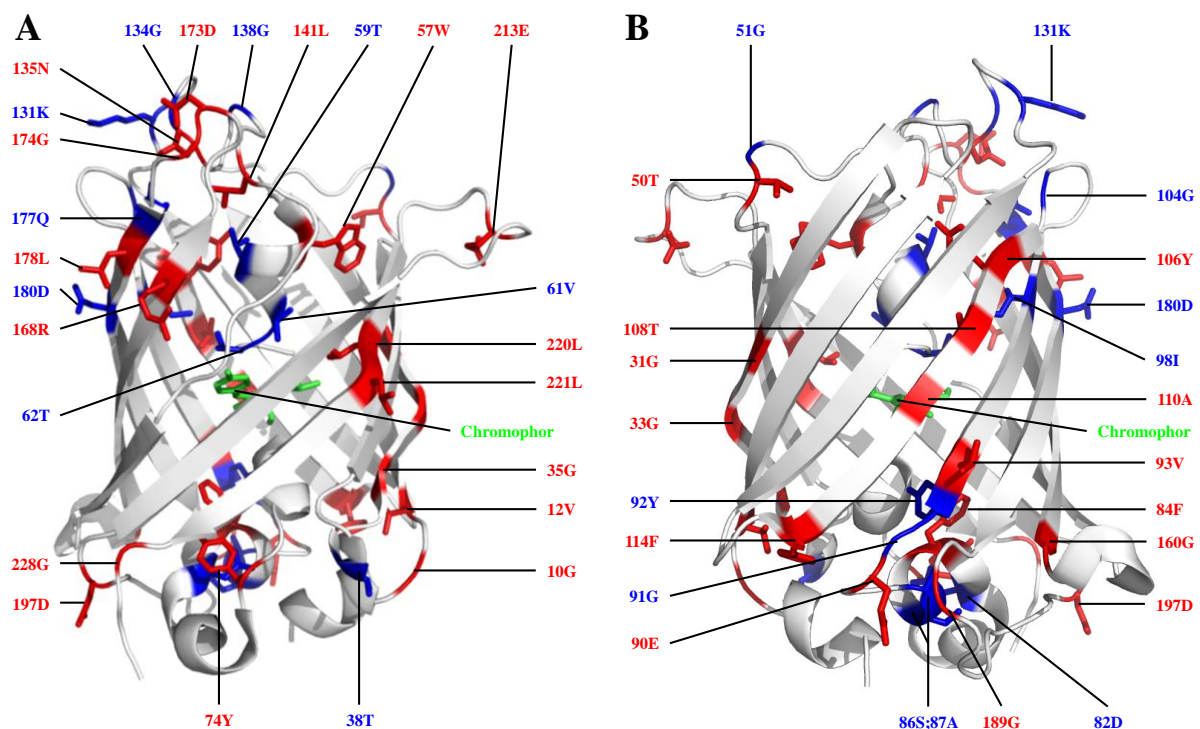 A
134G 173D 138G 141L 59T 57W 213E
135N
131K
174G
177Q
178L
180D
168R
61V
220L
221L
62T
Chromophor
35G
12V
228G
10G
197D
74Y 38T
B
51G 131K
50T
104G
106Y
180D
108T
31G
98I
110A
33G
Chromophor
93V
92Y
84F
114F
160G
91G
197D
90E
86S;87A 189G 82D